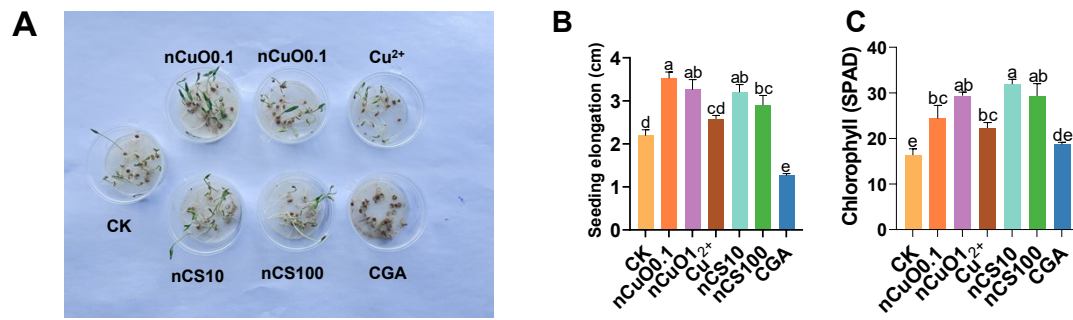 A
nCuO0.1
nCuO0.1
Cu²⁺
CK
nCS10
nCS100
CGA
B
Seeding elongation (cm)
4
3
2
1
0
d
a
ab
cd
ab
bc
e
CK
nCuO0.1
nCuO1
Cu²⁺
nCS10
nCS100
CGA
C
Chlorophyll (SPAD)
40
30
20
10
0
e
bc
ab
bc
a
ab
de
CK
nCuO0.1
nCuO1
Cu²⁺
nCS10
nCS100
CGA